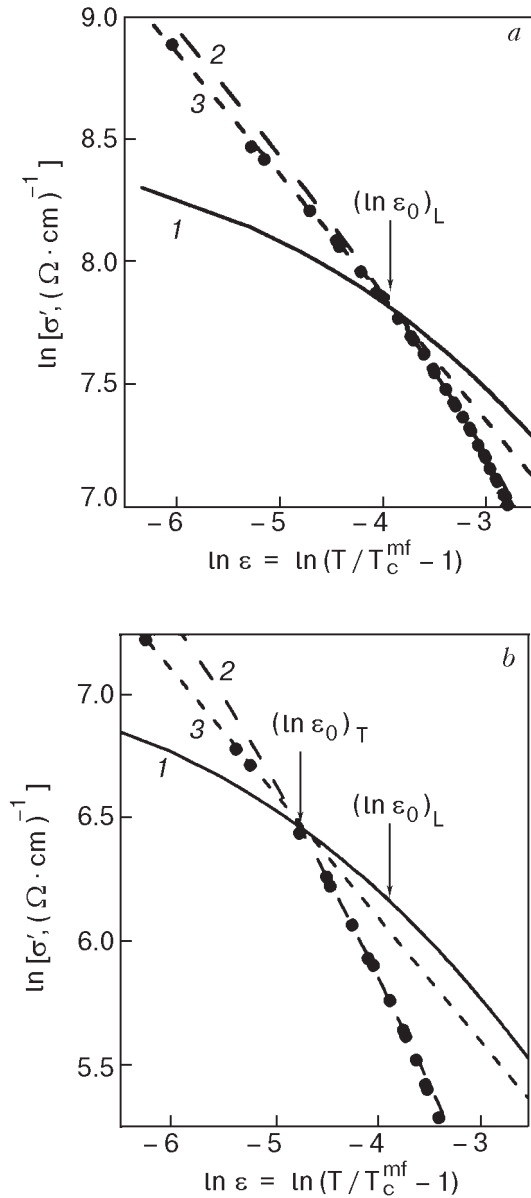 9.0
a
2
3
8.5
(ln ε₀)L
1
8.0
ln [σ′, (Ω · cm)⁻¹]
7.5
7.0
−6 −5 −4 −3
ln ε = ln (T / Tcᵐᶠ − 1)
b
7.0
2
3
(ln ε₀)T
1
(ln ε₀)L
6.5
ln [σ′, (Ω · cm)⁻¹]
6.0
5.5
−6 −5 −4 −3
ln ε = ln (T / Tcᵐᶠ − 1)